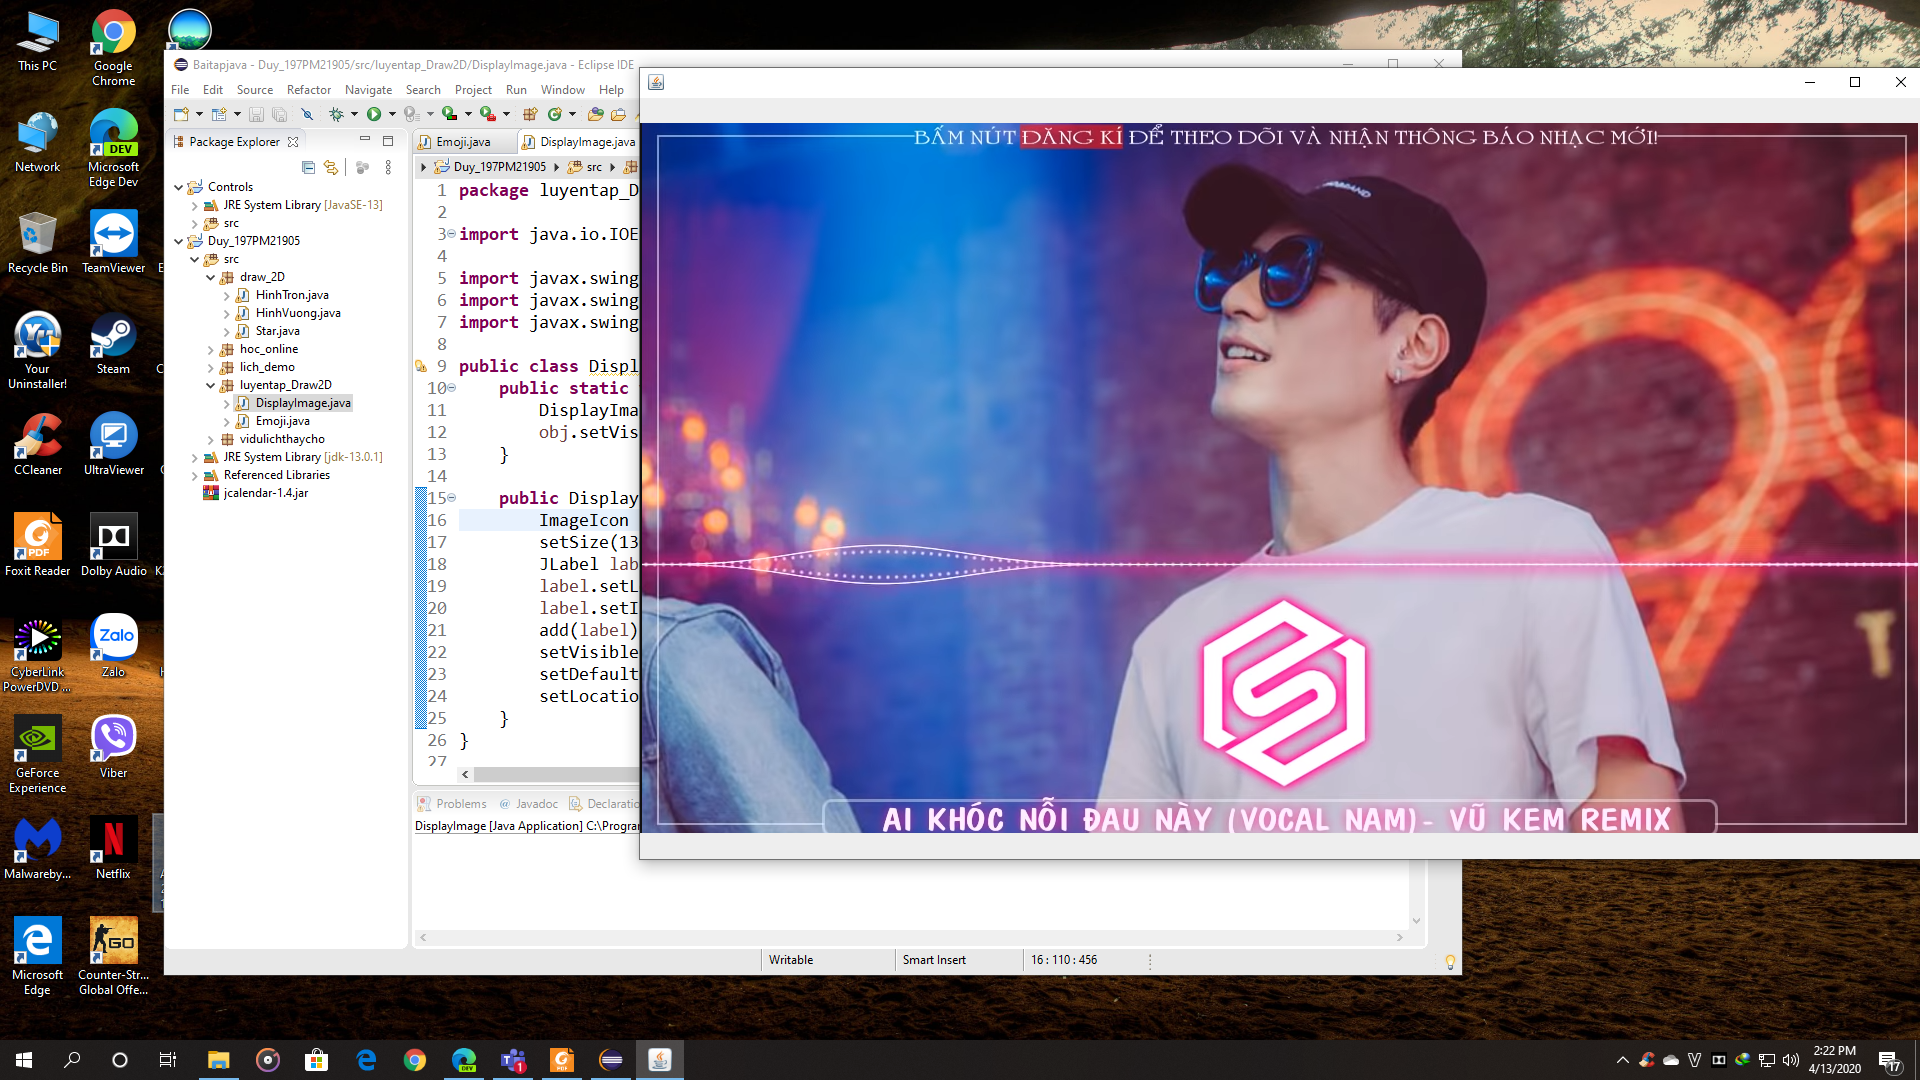 This PC
Google
Chrome
Network
Microsoft
Edge Dev
Recycle Bin
TeamViewer
E
Your
Uninstaller!
Steam
C
CCleaner
UltraViewer
Foxit Reader
Dolby Audio
CyberLink
PowerDVD ...
Zalo
Zalo
GeForce
Experience
Viber
Malwareby...
Netflix
Microsoft
Edge
Counter-Str...
Global Offe...
Baitapjava - Duy_197PM21905/src/luyentap_Draw2D/DisplayImage.java - Eclipse IDE
File Edit Source Refactor Navigate Search Project Run Window Help
Package Explorer
Controls
JRE System Library [JavaSE-13]
src
Duy_197PM21905
src
draw_2D
HinhTron.java
HinhVuong.java
Star.java
hoc_online
lich_demo
luyentap_Draw2D
DisplayImage.java
Emoji.java
vidulichthaycho
JRE System Library [jdk-13.0.1]
Referenced Libraries
jcalendar-1.4.jar
Emoji.java
DisplayImage.java
Duy_197PM21905
src
1 package luyentap_D
2
3 import java.io.IOE
4
5 import javax.swing
6 import javax.swing
7 import javax.swing
8
9 public class Displ
10 public static
11 DisplayIma
12 obj.setVis
13 }
14
15 public Display
16 ImageIcon
17 setSize(13
18 JLabel lab
19 label.setL
20 label.setI
21 add(label)
22 setVisible
23 setDefault
24 setLocatio
25 }
26 }
27
Problems @ Javadoc Declaratio
DisplayImage [Java Application] C:\Progran
Writable
Smart Insert
16 : 110 : 456
BẤM NÚT ĐĂNG KÍ ĐỂ THEO DÕI VÀ NHẬN THÔNG BÁO NHẠC MỚI!
AI KHÓC NỖI ĐAU NÀY (VOCAL NAM)- VŨ KEM REMIX
2:22 PM
4/13/2020
17